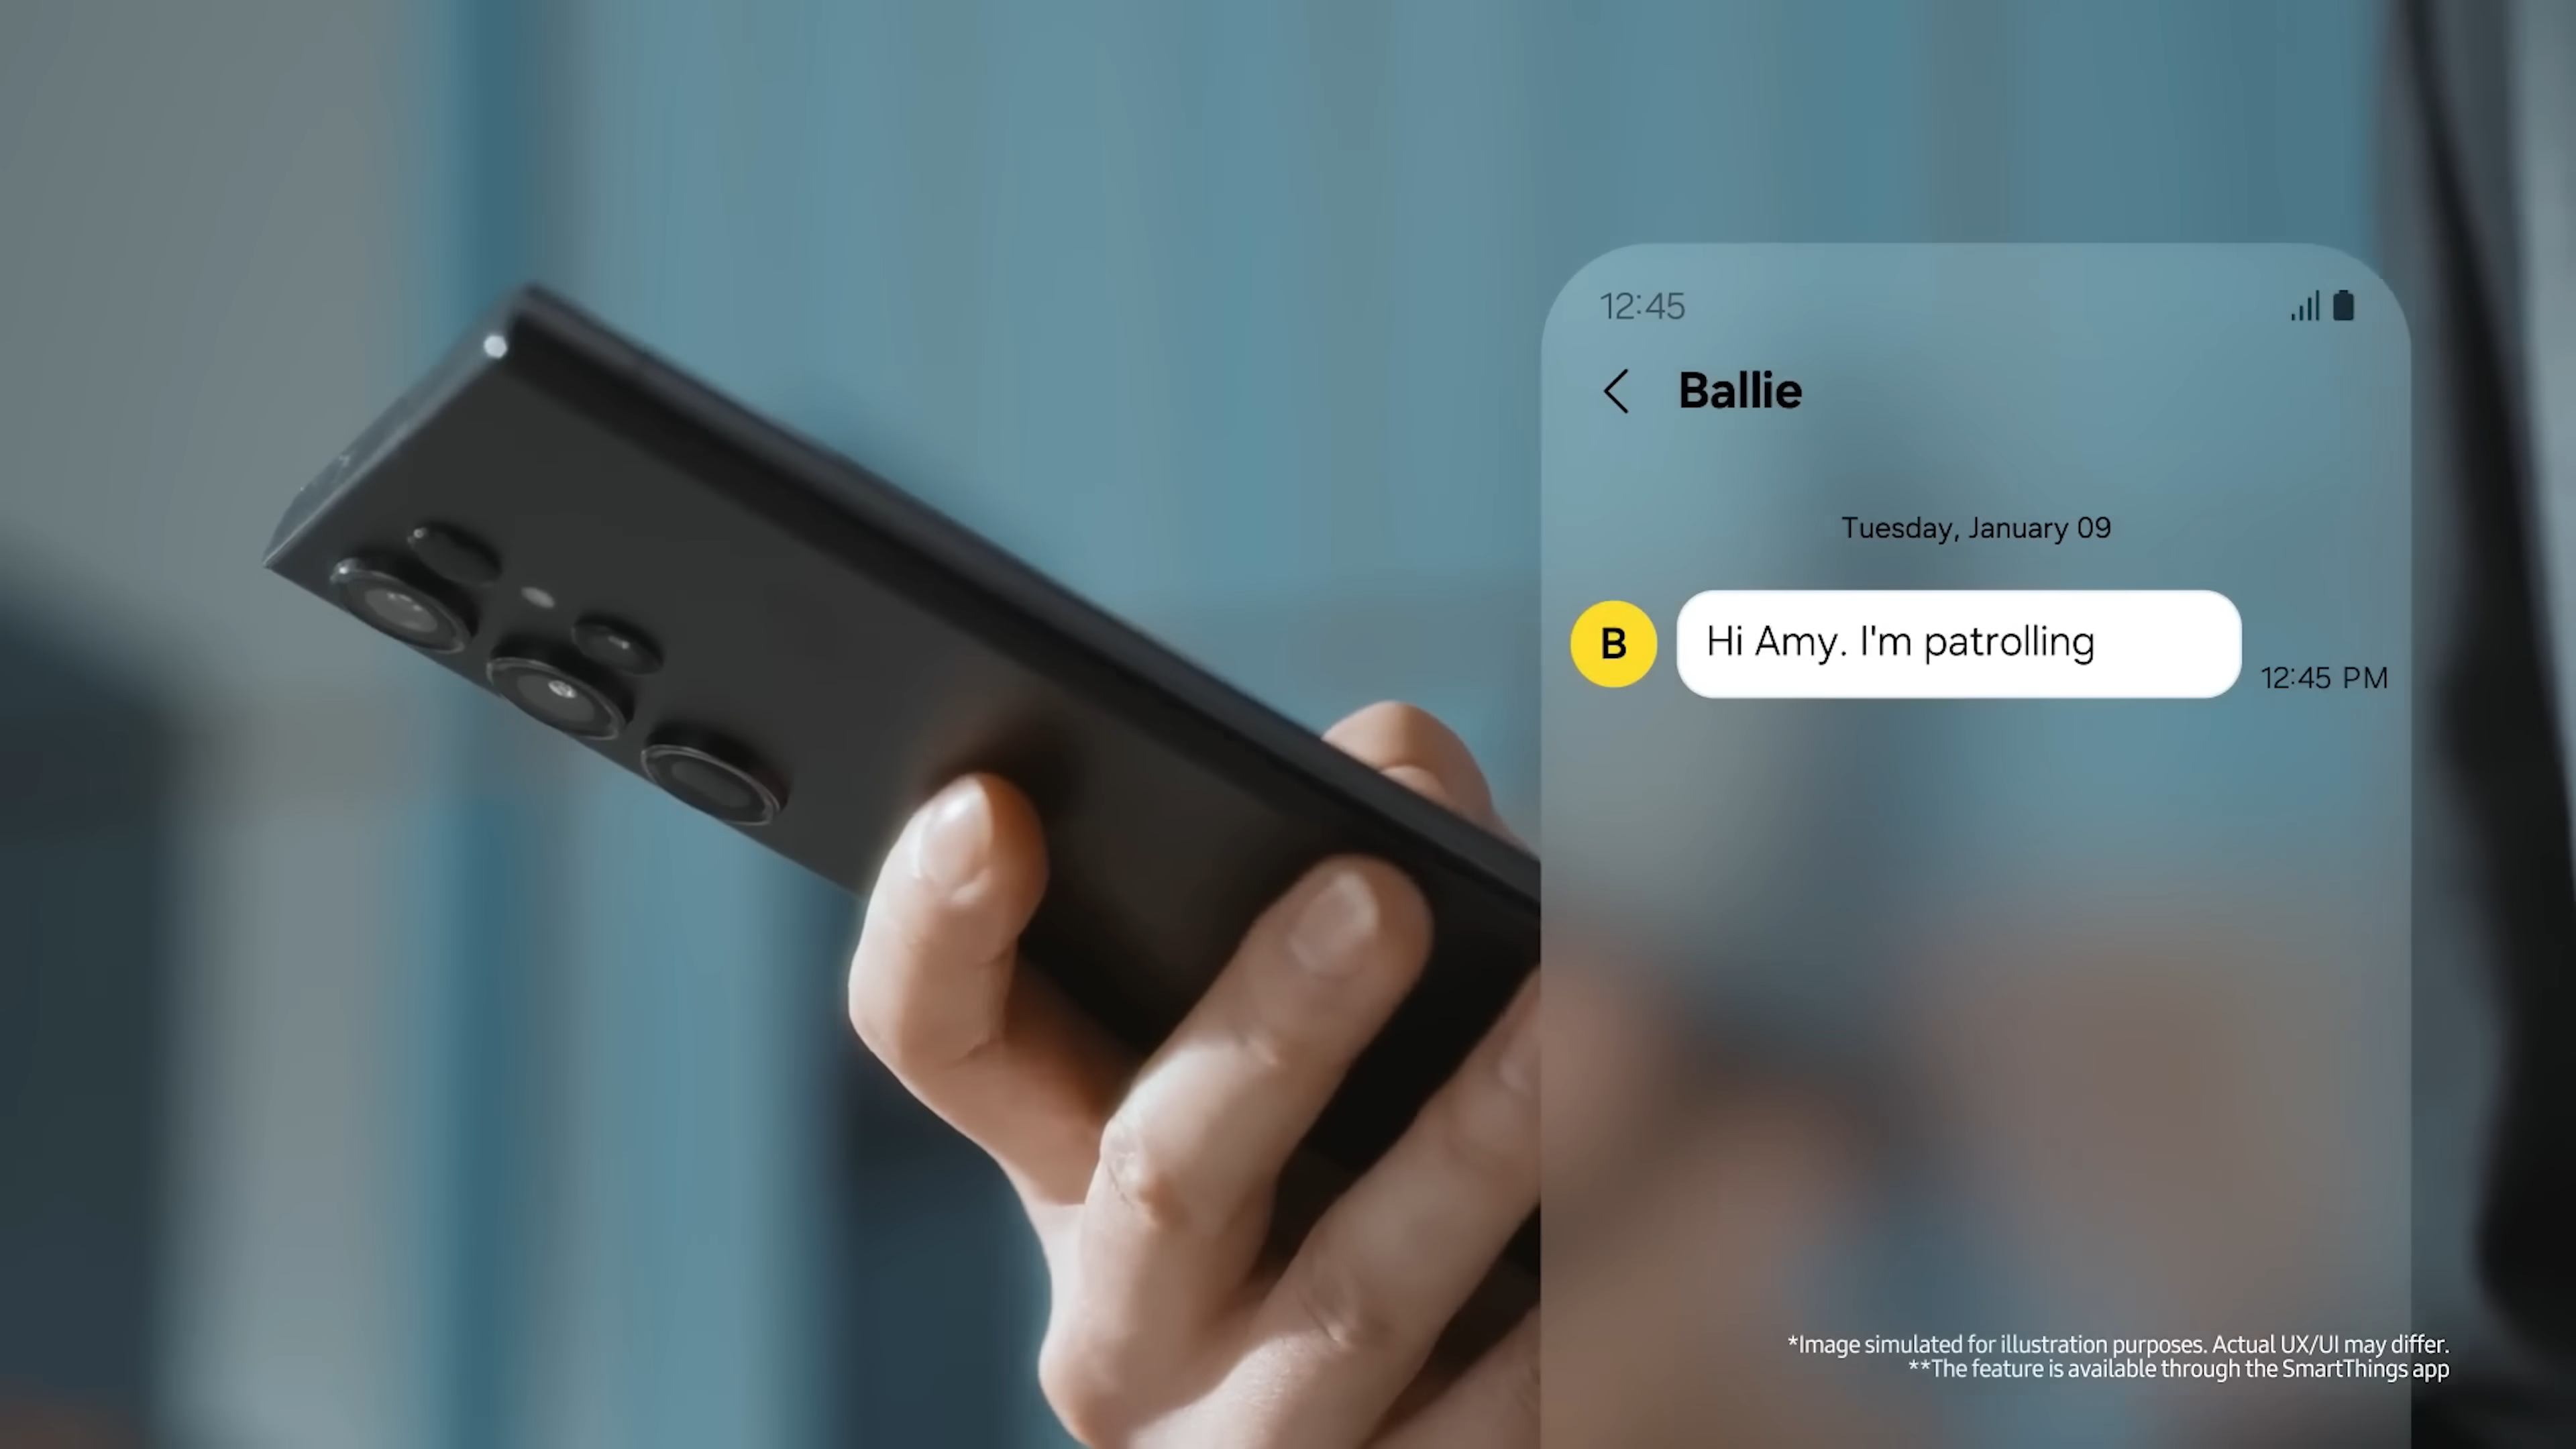 12:45
Ballie
Tuesday, January 09
B
Hi Amy. I'm patrolling
12:45 PM
*Image simulated for illustration purposes. Actual UX/UI may differ.
**The feature is available through the SmartThings app